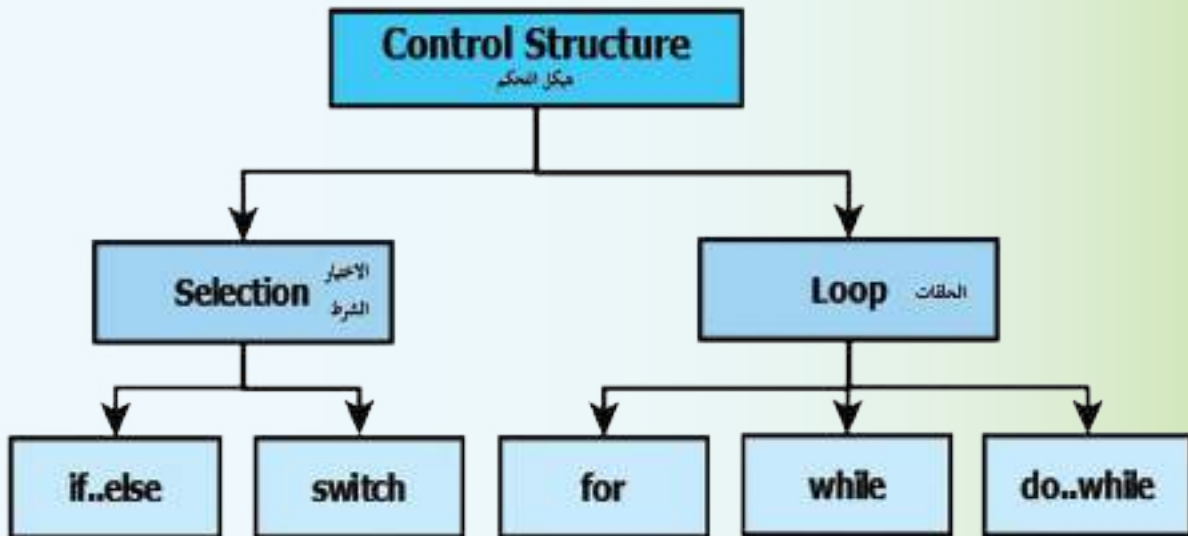 Control Structure
هيكل التحكم
Selection
الاختيار
الشرط
Loop
الحلقات
if..else
switch
for
while
do..while